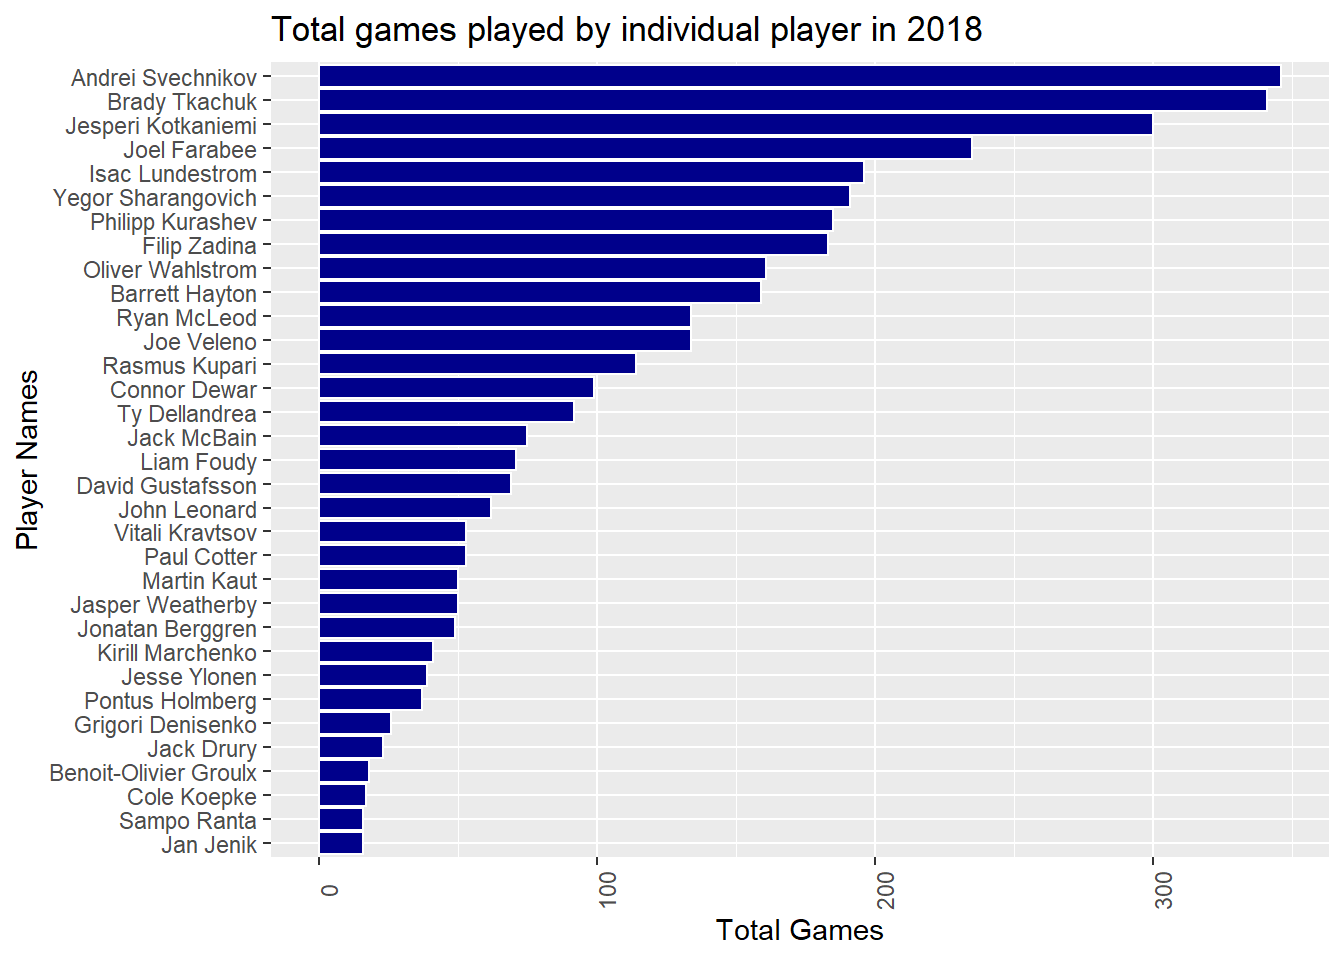 Total games played by individual player in 2018
Andrei Svechnikov
Brady Tkachuk
Jesperi Kotkaniemi
Joel Farabee
Isac Lundestrom
Yegor Sharangovich
Philipp Kurashev
Filip Zadina
Oliver Wahlstrom
Barrett Hayton
Ryan McLeod
Joe Veleno
Rasmus Kupari
Connor Dewar
Ty Dellandrea
Jack McBain
Liam Foudy
David Gustafsson
John Leonard
Vitali Kravtsov
Paul Cotter
Martin Kaut
Jasper Weatherby
Jonatan Berggren
Kirill Marchenko
Jesse Ylonen
Pontus Holmberg
Grigori Denisenko
Jack Drury
Benoit-Olivier Groulx
Cole Koepke
Sampo Ranta
Jan Jenik
Player Names
0
100
200
300
Total Games